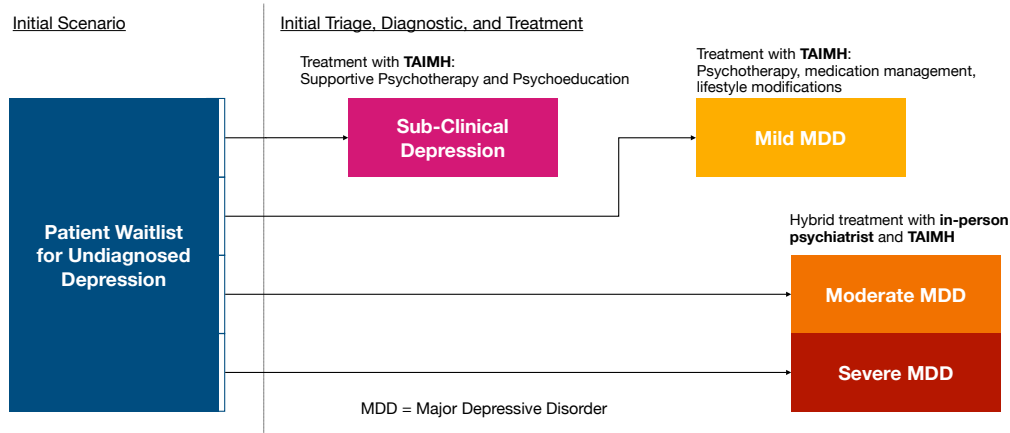 Initial Scenario
Initial Triage, Diagnostic, and Treatment
Treatment with TAIMH:
Supportive Psychotherapy and Psychoeducation
Treatment with TAIMH:
Psychotherapy, medication management,
lifestyle modifications
Sub-Clinical
Depression
Mild MDD
Patient Waitlist
for Undiagnosed
Depression
Hybrid treatment with in-person
psychiatrist and TAIMH
Moderate MDD
Severe MDD
MDD = Major Depressive Disorder